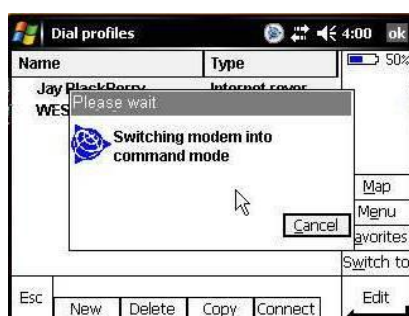 Dial profiles 4:00 ok
Name Type 50%
Jay BlackBerry Internet rover
WES
Please wait
Switching modem into
command mode
Cancel
Map
Menu
avorites
Switch to
Esc New Delete Copy Connect Edit